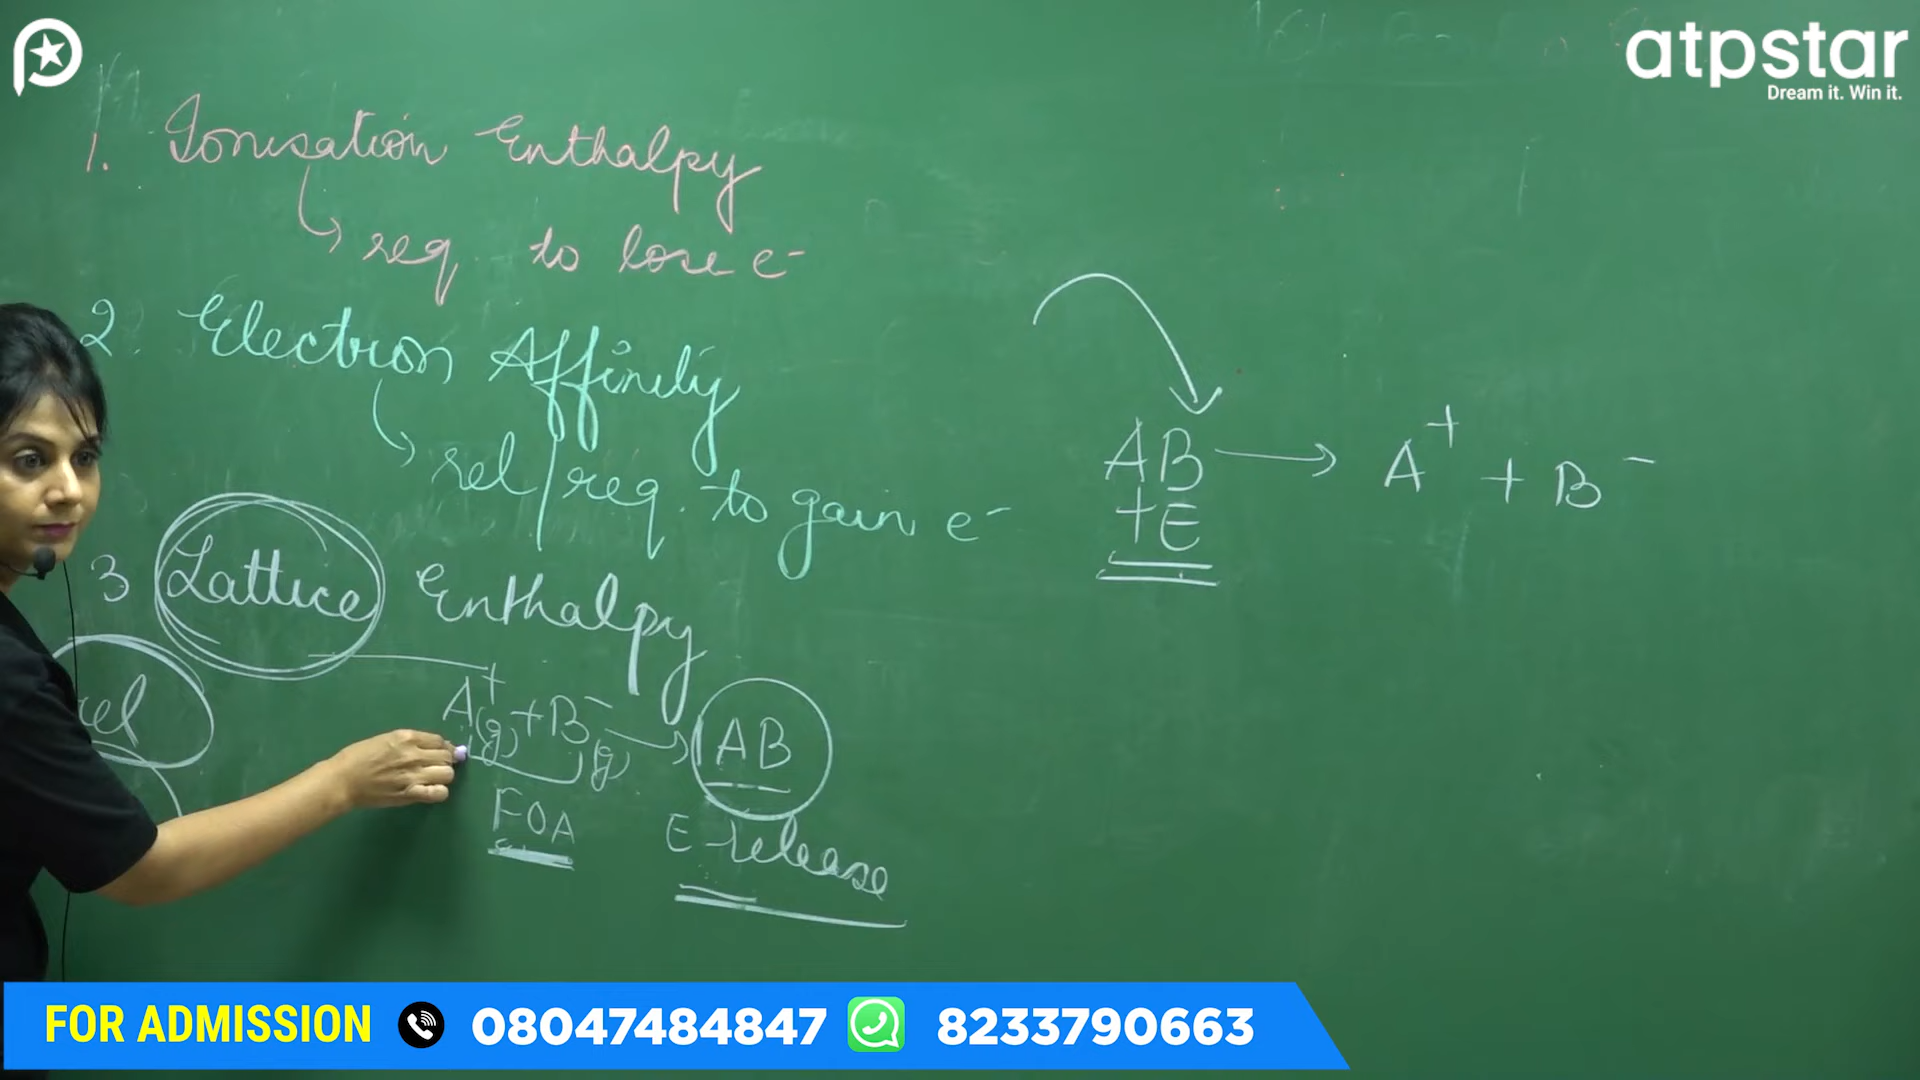 atpstar
Dream it. Win it.
1. Ionisation Enthalpy
req to lose e-
2. Electron Affinity
rel/req. to gain e-
3 Lattice Enthalpy
rel
A+(g) + B-(g) → AB
FOA
E release
AB → A+ + B-
+E
FOR ADMISSION 08047484847 8233790663